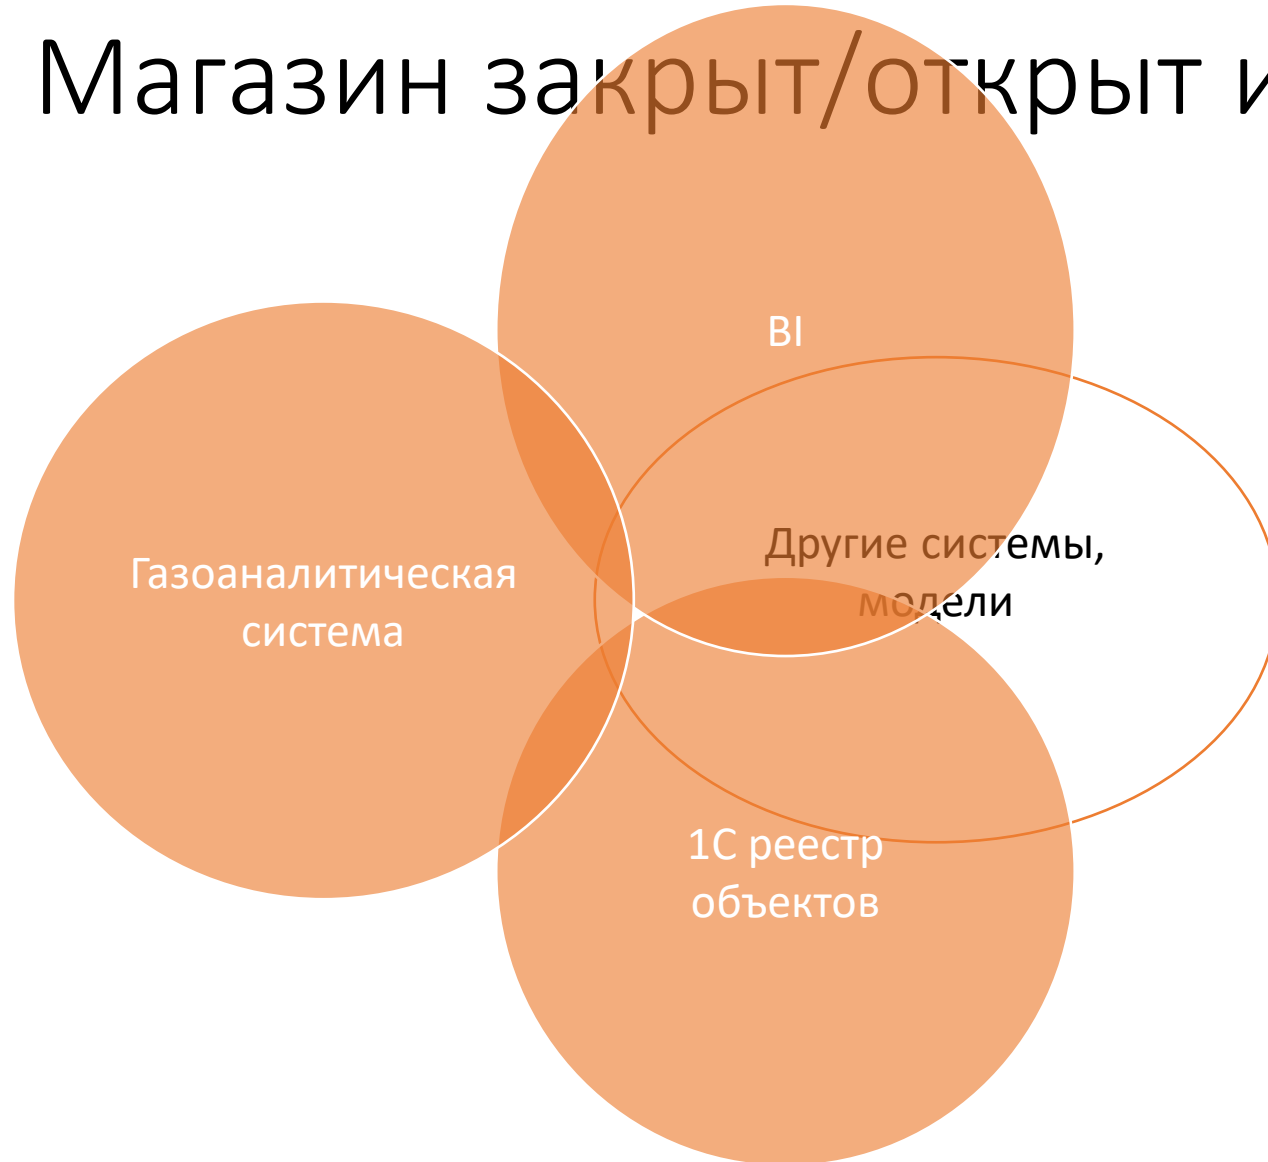 Магазин закрыт/открыт и
BI
Другие системы,
модели
Газоаналитическая
система
1С реестр
объектов